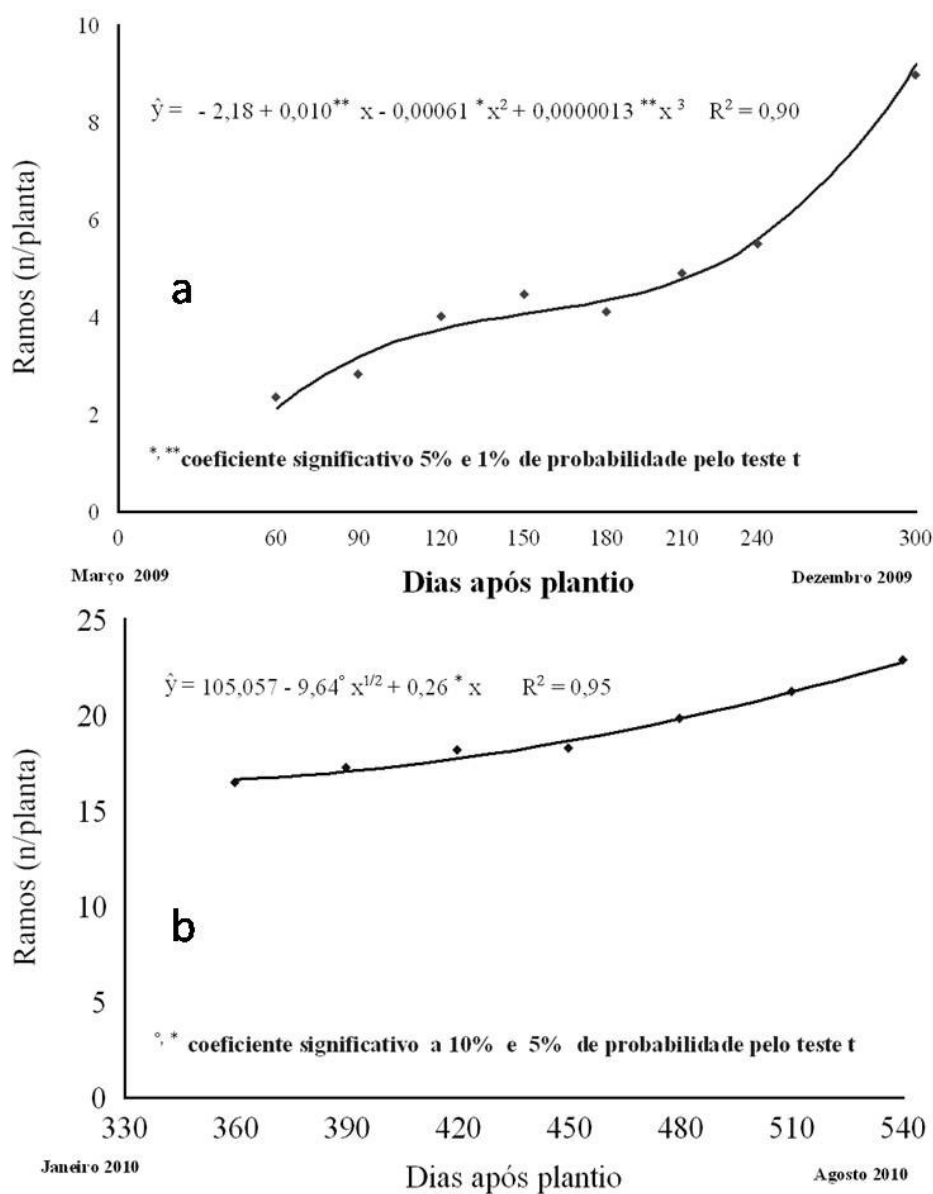 10
ŷ = - 2,18 + 0,010** x - 0,00061 * x² + 0,0000013 ** x ³ R² = 0,90
8
Ramos (n/planta)
6
a
4
2
*, ** coeficiente significativo 5% e 1% de probabilidade pelo teste t
0
0 60 90 120 150 180 210 240 300
Março 2009 Dias após plantio Dezembro 2009
25
ŷ = 105,057 - 9,64° x^1/2 + 0,26 * x R² = 0,95
20
Ramos (n/planta)
15
10
b
5
°, * coeficiente significativo a 10% e 5% de probabilidade pelo teste t
0
330 360 390 420 450 480 510 540
Janeiro 2010 Dias após plantio Agosto 2010